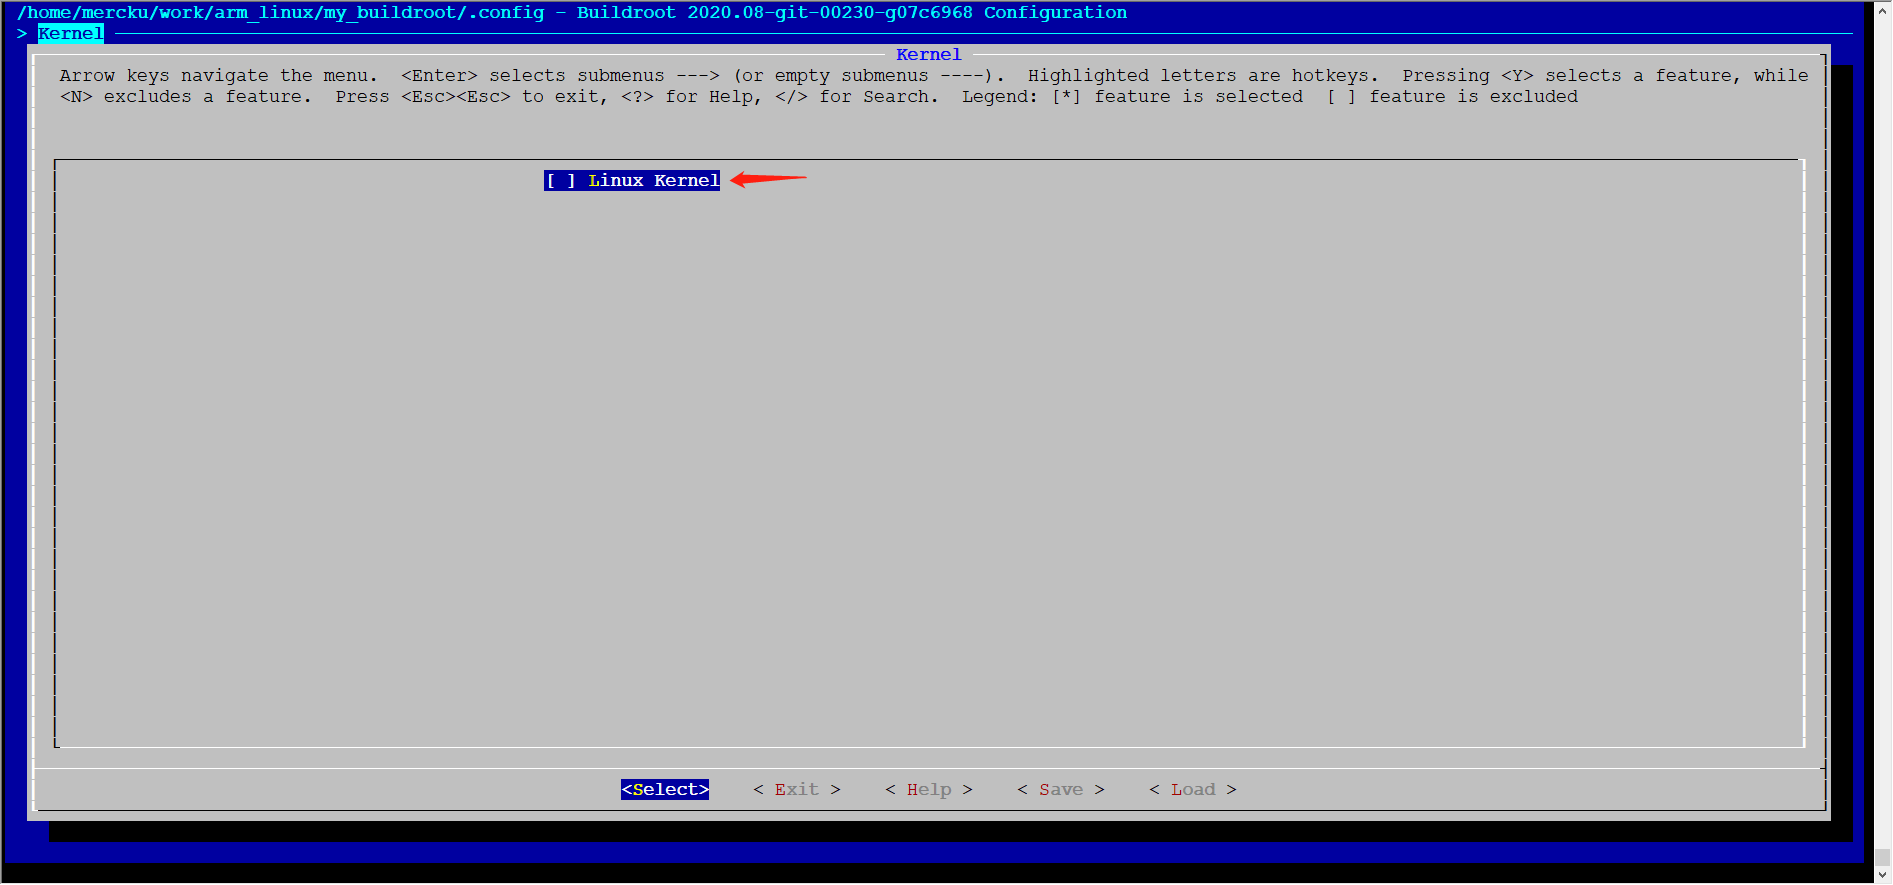 /home/mercku/work/arm_linux/my_buildroot/.config - Buildroot 2020.08-git-00230-g07c6968 Configuration
> Kernel
Kernel
Arrow keys navigate the menu.  <Enter> selects submenus ---> (or empty submenus ----).  Highlighted letters are hotkeys.  Pressing <Y> selects a feature, while
<N> excludes a feature.  Press <Esc><Esc> to exit, <?> for Help, </> for Search.  Legend: [*] feature is selected  [ ] feature is excluded
[ ] Linux Kernel
<Select>    < Exit >    < Help >    < Save >    < Load >